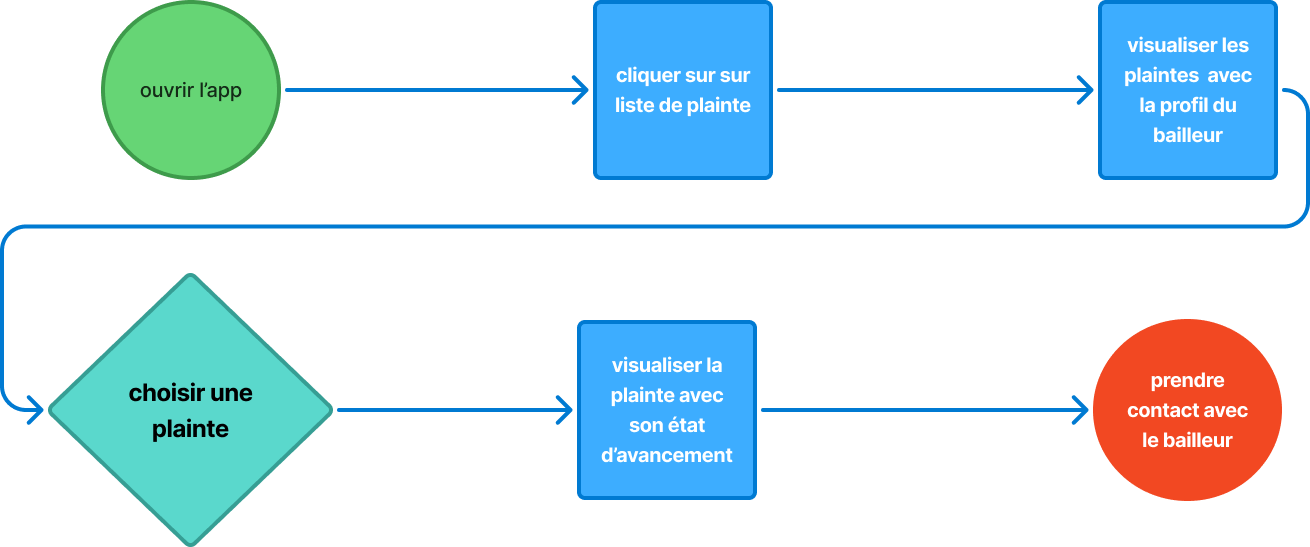 ouvrir l’app
cliquer sur sur
liste de plainte
visualiser les
plaintes avec
la profil du
bailleur
choisir une
plainte
visualiser la
plainte avec
son état
d’avancement
prendre
contact avec
le bailleur